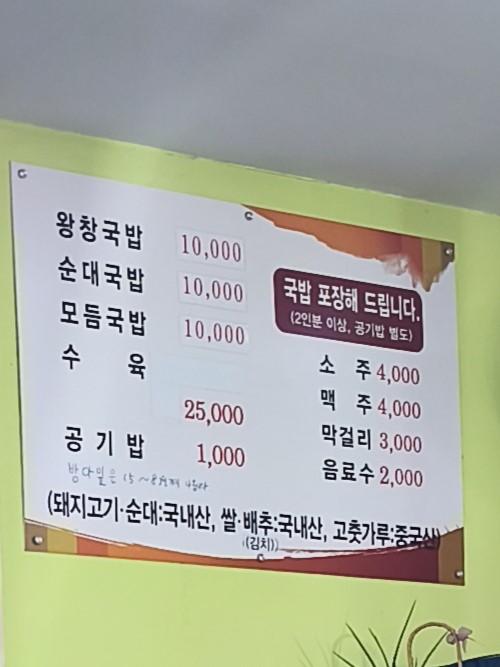 왕창국밥 10,000
순대국밥 10,000
모듬국밥 10,000
수 육
25,000
공 기 밥 1,000
국밥 포장해 드립니다.
(2인분 이상, 공기밥 별도)
소 주 4,000
맥 주 4,000
막걸리 3,000
음료수 2,000
(돼지고기·순대:국내산, 쌀·배추:국내산, 고춧가루:중국산)
(김치)